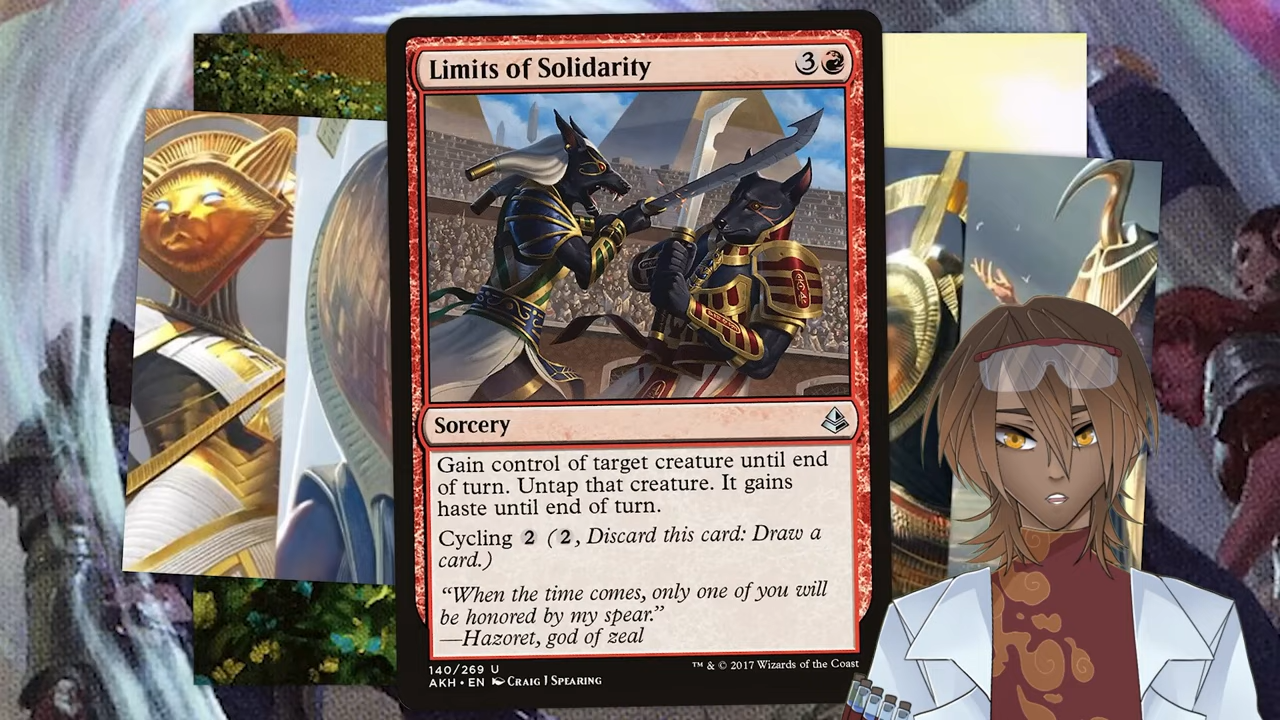 Limits of Solidarity 3
Sorcery
Gain control of target creature until end
of turn. Untap that creature. It gains
haste until end of turn.
Cycling 2 (2, Discard this card: Draw a
card.)
“When the time comes, only one of you will
be honored by my spear.”
—Hazoret, god of zeal
140/269 U
™ & © 2017 Wizards of the Coast
AKH • EN Craig J Spearing